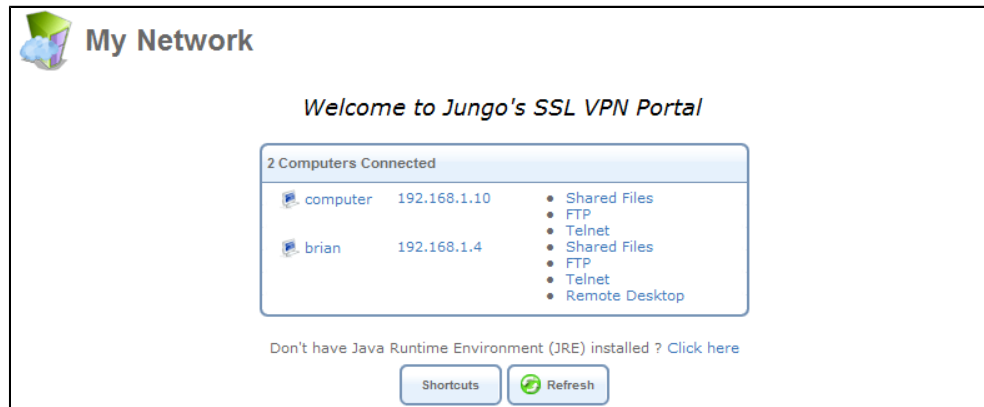 My Network
Welcome to Jungo's SSL VPN Portal
2 Computers Connected
computer 192.168.1.10 • Shared Files
• FTP
• Telnet
brian 192.168.1.4 • Shared Files
• FTP
• Telnet
• Remote Desktop
Don't have Java Runtime Environment (JRE) installed ? Click here
Shortcuts Refresh